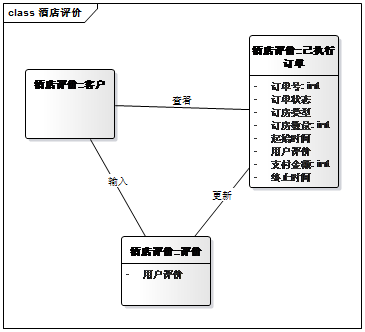 class 酒店评价
酒店评价::已执行
订单
- 订单号: int
- 订单状态
- 订房类型
- 订房数量: int
- 起始时间
- 用户评价
- 支付金额: int
- 终止时间
酒店评价::客户
查看
输入
更新
酒店评价::评价
- 用户评价